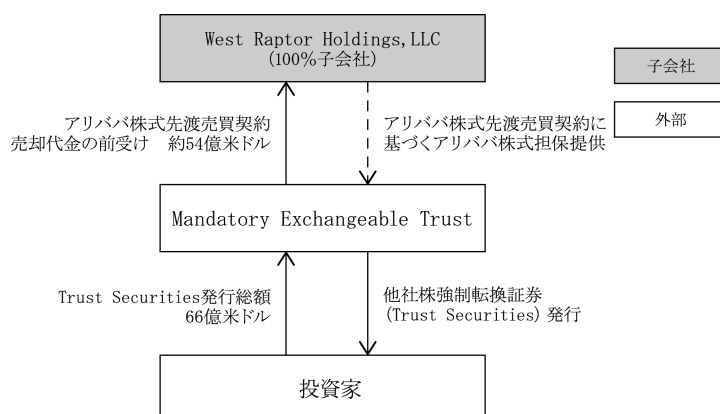 West Raptor Holdings,LLC
(100%子会社)
子会社
外部
アリババ株式先渡売買契約
売却代金の前受け　約54億米ドル
アリババ株式先渡売買契約に
基づくアリババ株式担保提供
Mandatory Exchangeable Trust
Trust Securities発行総額
66億米ドル
他社株強制転換証券
(Trust Securities) 発行
投資家